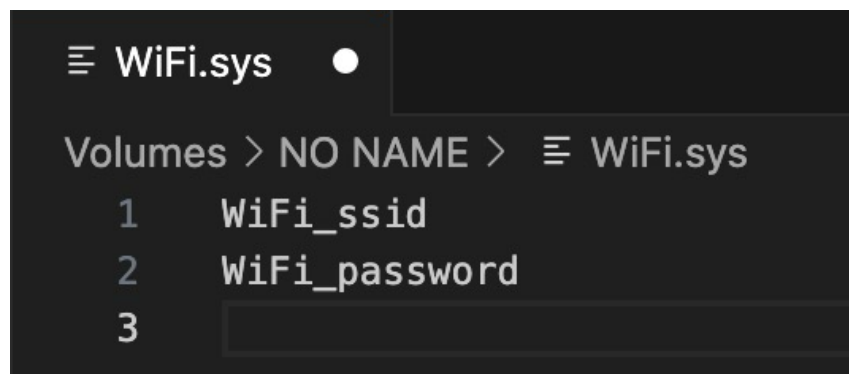 WiFi.sys
Volumes > NO NAME > WiFi.sys
1 WiFi_ssid
2 WiFi_password
3